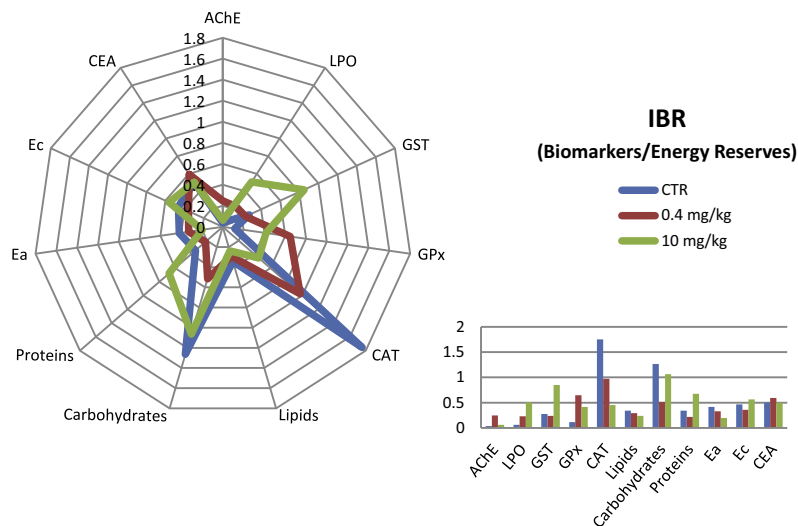 AChE
LPO
GST
GPx
CAT
Lipids
Carbohydrates
Proteins
Ea
Ec
CEA
1.8
1.6
1.4
1.2
1
0.8
0.6
0.4
0.2
0
IBR
(Biomarkers/Energy Reserves)
CTR
0.4 mg/kg
10 mg/kg
2
1.5
1
0.5
0
AChE
LPO
GST
GPx
CAT
Lipids
Carbohydrates
Proteins
Ea
Ec
CEA